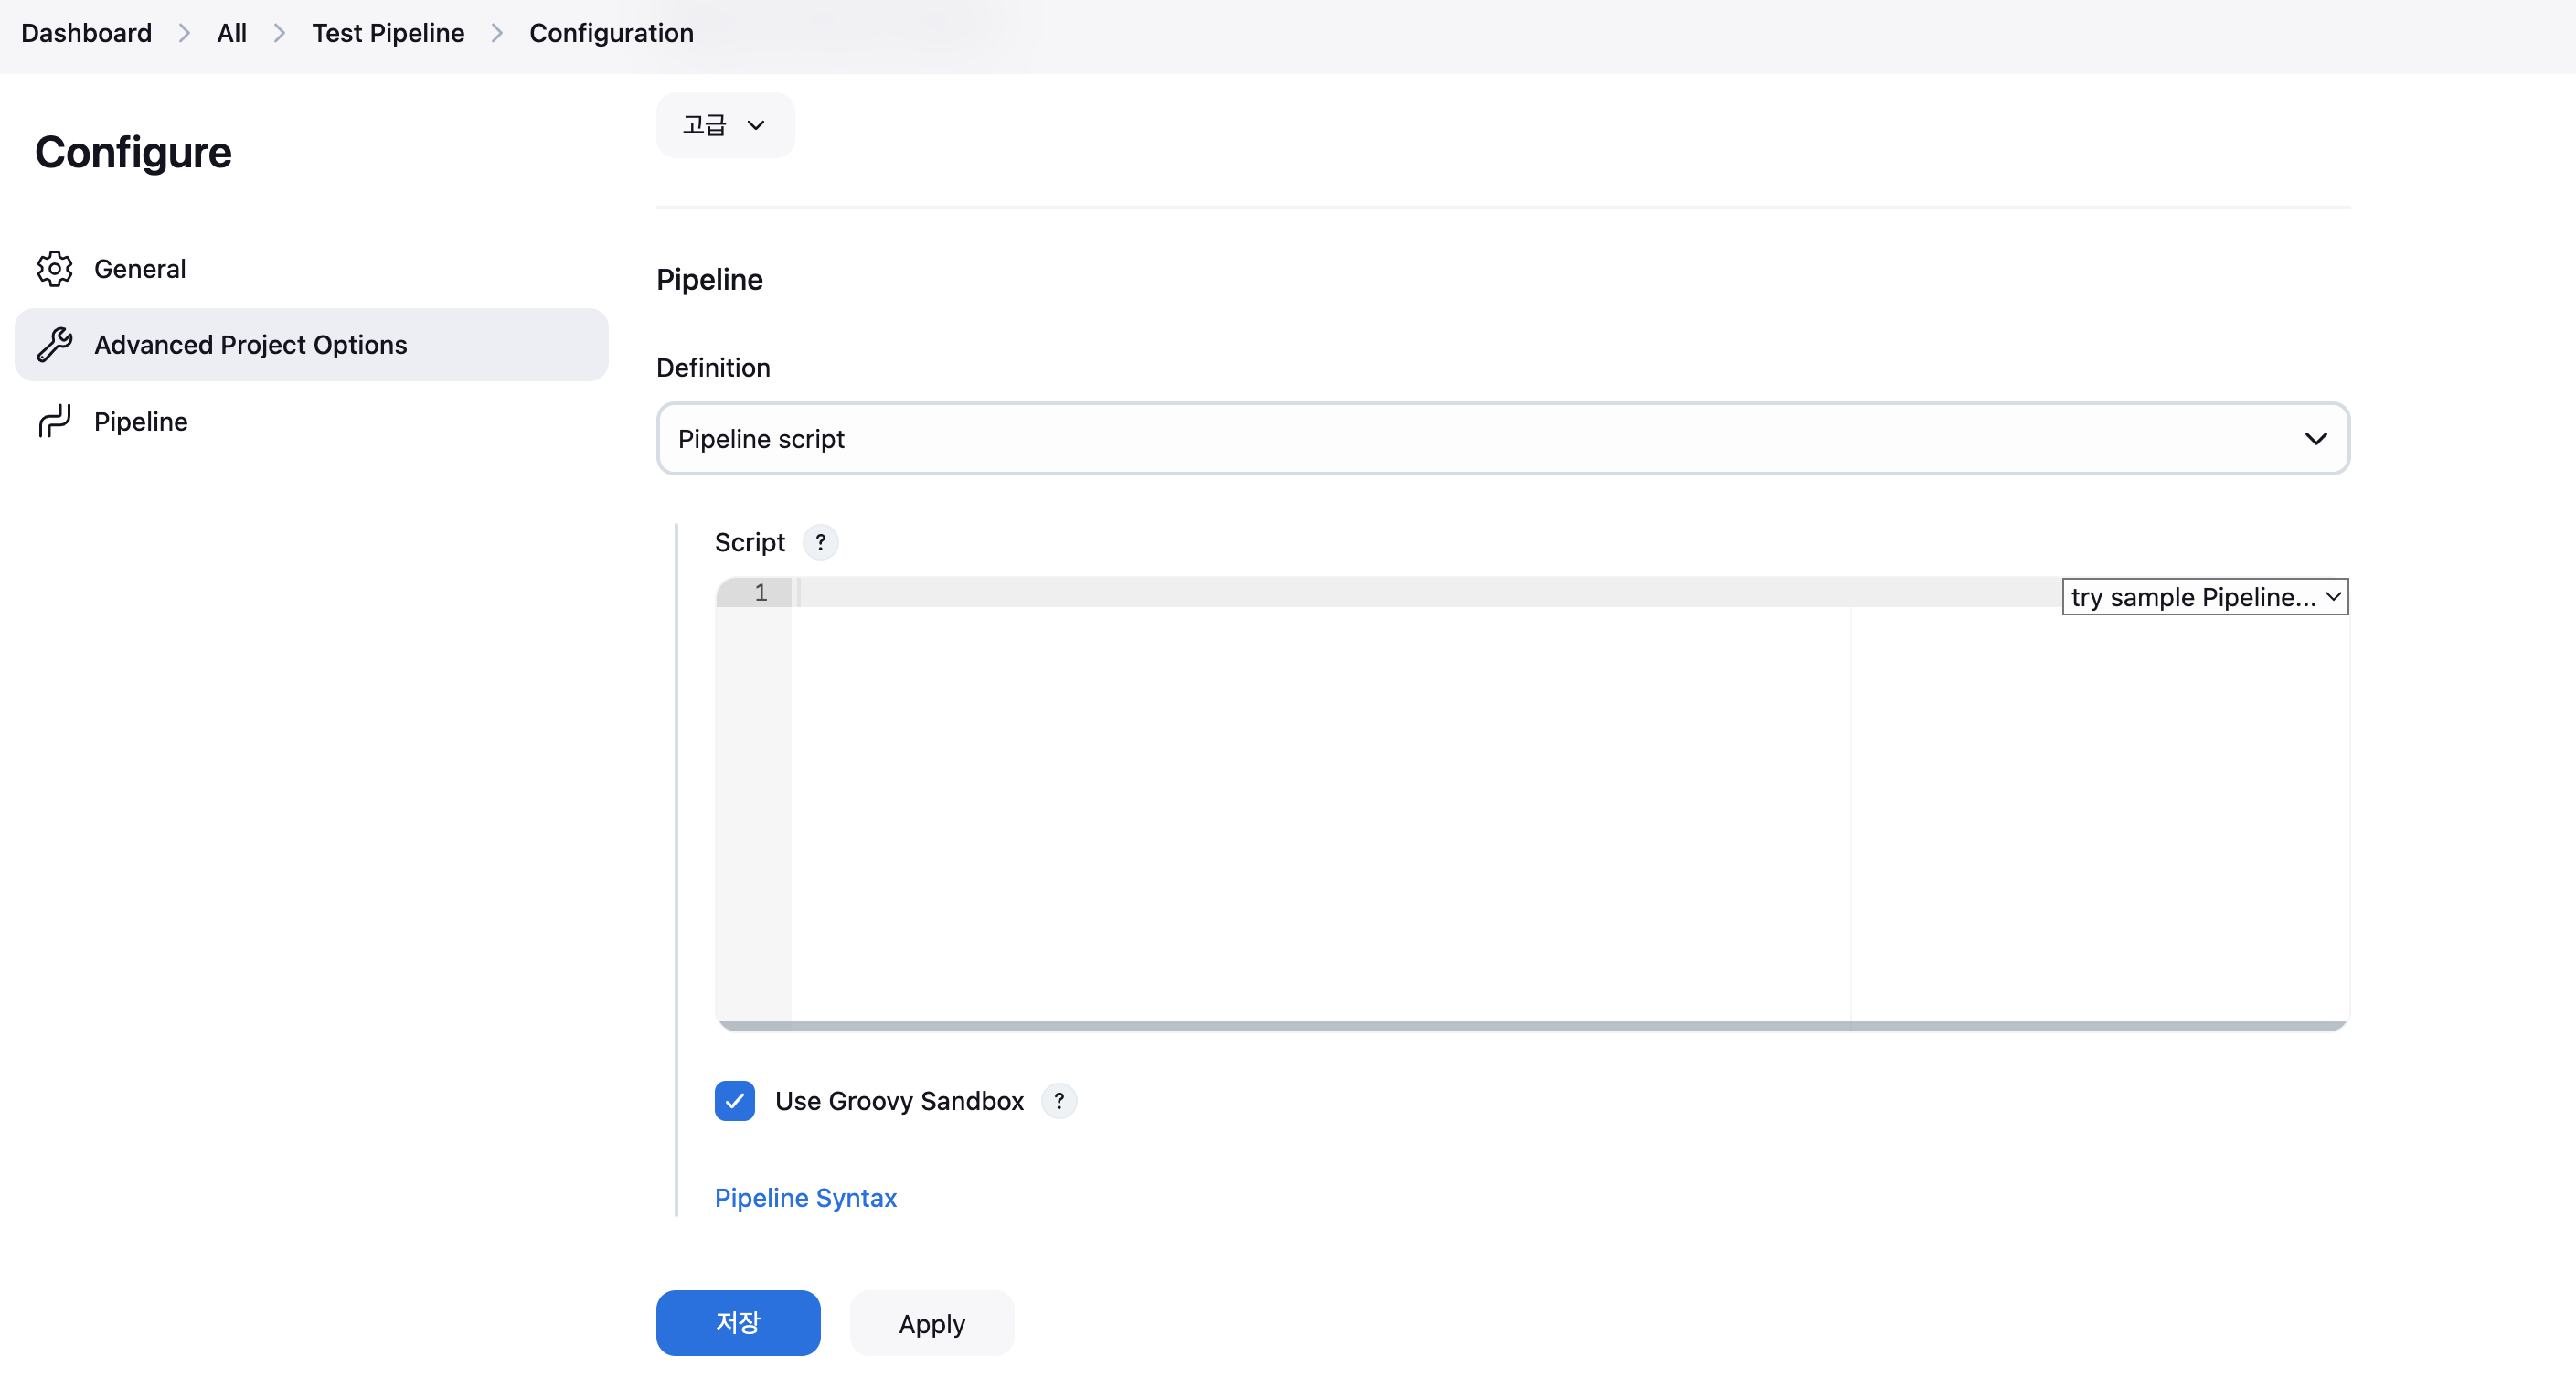 Dashboard > All > Test Pipeline > Configuration
고급
Configure
General
Advanced Project Options
Pipeline
Pipeline
Definition
Pipeline script
Script ?
1
try sample Pipeline...
Use Groovy Sandbox ?
Pipeline Syntax
저장 Apply